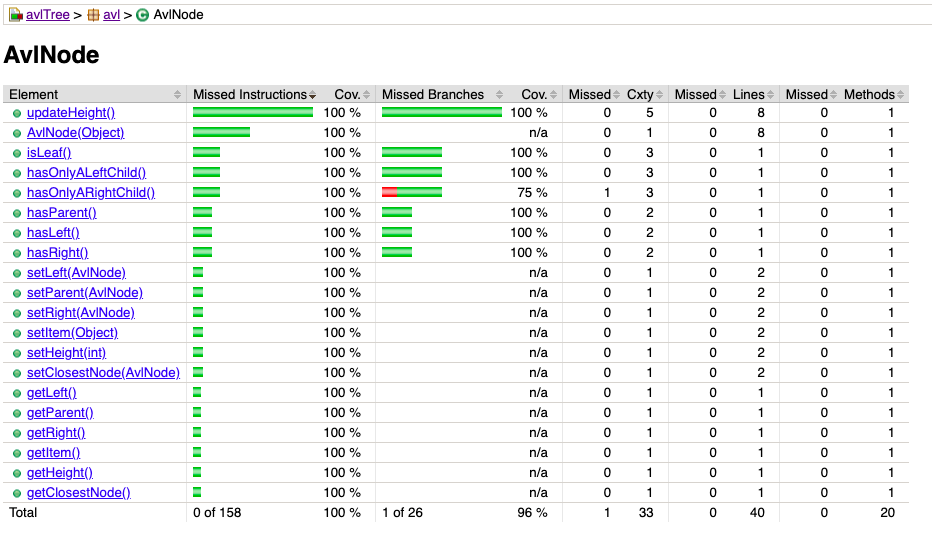 avlTree > avl > AvlNode
AvlNode
Element Missed Instructions Cov. Missed Branches Cov. Missed Cxty Missed Lines Missed Methods
updateHeight() 100 % 100 % 0 5 0 8 0 1
AvlNode(Object) 100 % n/a 0 1 0 8 0 1
isLeaf() 100 % 100 % 0 3 0 1 0 1
hasOnlyALeftChild() 100 % 100 % 0 3 0 1 0 1
hasOnlyARightChild() 100 % 75 % 1 3 0 1 0 1
hasParent() 100 % 100 % 0 2 0 1 0 1
hasLeft() 100 % 100 % 0 2 0 1 0 1
hasRight() 100 % 100 % 0 2 0 1 0 1
setLeft(AvlNode) 100 % n/a 0 1 0 2 0 1
setParent(AvlNode) 100 % n/a 0 1 0 2 0 1
setRight(AvlNode) 100 % n/a 0 1 0 2 0 1
setItem(Object) 100 % n/a 0 1 0 2 0 1
setHeight(int) 100 % n/a 0 1 0 2 0 1
setClosestNode(AvlNode) 100 % n/a 0 1 0 2 0 1
getLeft() 100 % n/a 0 1 0 1 0 1
getParent() 100 % n/a 0 1 0 1 0 1
getRight() 100 % n/a 0 1 0 1 0 1
getItem() 100 % n/a 0 1 0 1 0 1
getHeight() 100 % n/a 0 1 0 1 0 1
getClosestNode() 100 % n/a 0 1 0 1 0 1
Total 0 of 158 100 % 1 of 26 96 % 1 33 0 40 0 20